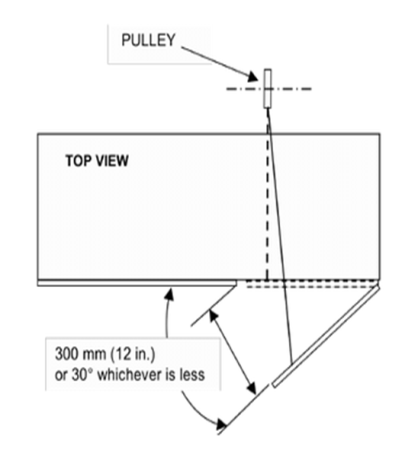 PULLEY
TOP VIEW
300 mm (12 in.)
or 30° whichever is less